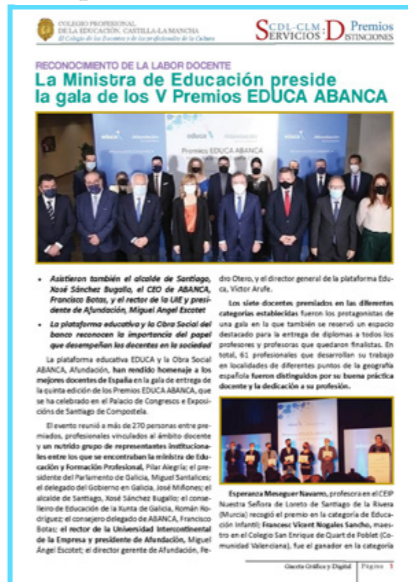 COLEGIO PROFESIONAL
DE LA EDUCACIÓN. CASTILLA-LA MANCHA
El Colegio de los Docentes y de los profesionales de la Cultura
SCDL-CLM:D Premios
SERVICIOS DISTINCIONES
RECONOCIMIENTO DE LA LABOR DOCENTE
La Ministra de Educación preside
la gala de los V Premios EDUCA ABANCA
educa
Premios EDUCA ABANCA
• Asistieron también el alcalde de Santiago,
Xosé Sánchez Bugallo, el CEO de ABANCA,
Francisco Botas, y el rector de la UIE y presi-
dente de Afundación, Miguel Angel Escotet
• La plataforma educativa y la Obra Social del
banco reconocen la importancia del papel
que desempeñan los docentes en la sociedad
La plataforma educativa EDUCA y la Obra Social
ABANCA, Afundación, han rendido homenaje a los
mejores docentes de España en la gala de entrega de
la quinta edición de los Premios EDUCA ABANCA, que
se ha celebrado en el Palacio de Congresos e Exposi-
cións de Santiago de Compostela.
El evento reunió a más de 270 personas entre pre-
miados, profesionales vinculados al ámbito docente
y un nutrido grupo de representantes instituciona-
les entre los que se encontraban la ministra de Edu-
cación y Formación Profesional, Pilar Alegría; el pre-
sidente del Parlamento de Galicia, Miguel Santalices;
el delegado del Gobierno en Galicia, José Miñones; el
alcalde de Santiago, Xosé Sánchez Bugallo; el conse-
lleiro de Educación de la Xunta de Galicia, Román Ro-
dríguez; el consejero delegado de ABANCA, Francisco
Botas; el rector de la Universidad Intercontinental
de la Empresa y presidente de Afundación, Miguel
Ángel Escotet; el director gerente de Afundación, Pe-
dro Otero, y el director general de la plataforma Edu-
ca, Víctor Arufe.
Los siete docentes premiados en las diferentes
categorías establecidas fueron los protagonistas de
una gala en la que también se reservó un espacio
destacado para la entrega de diplomas a todos los
profesores y profesoras que quedaron finalistas. En
total, 61 profesionales que desarrollan su trabajo
en localidades de diferentes puntos de la geografía
española fueron distinguidos por su buena práctica
docente y la dedicación a su profesión.
Esperanza Meseguer Navarro, profesora en el CEIP
Nuestra Señora de Loreto de Santiago de la Rivera
(Murcia) recogió el premio en la categoría de Educa-
ción Infantil; Francesc Vicent Nogales Sancho, maes-
tro en el Colegio San Enrique de Quart de Poblet (Co-
munidad Valenciana), fue el ganador en la categoría
Gaceta Gráfica y Digital | Página 1